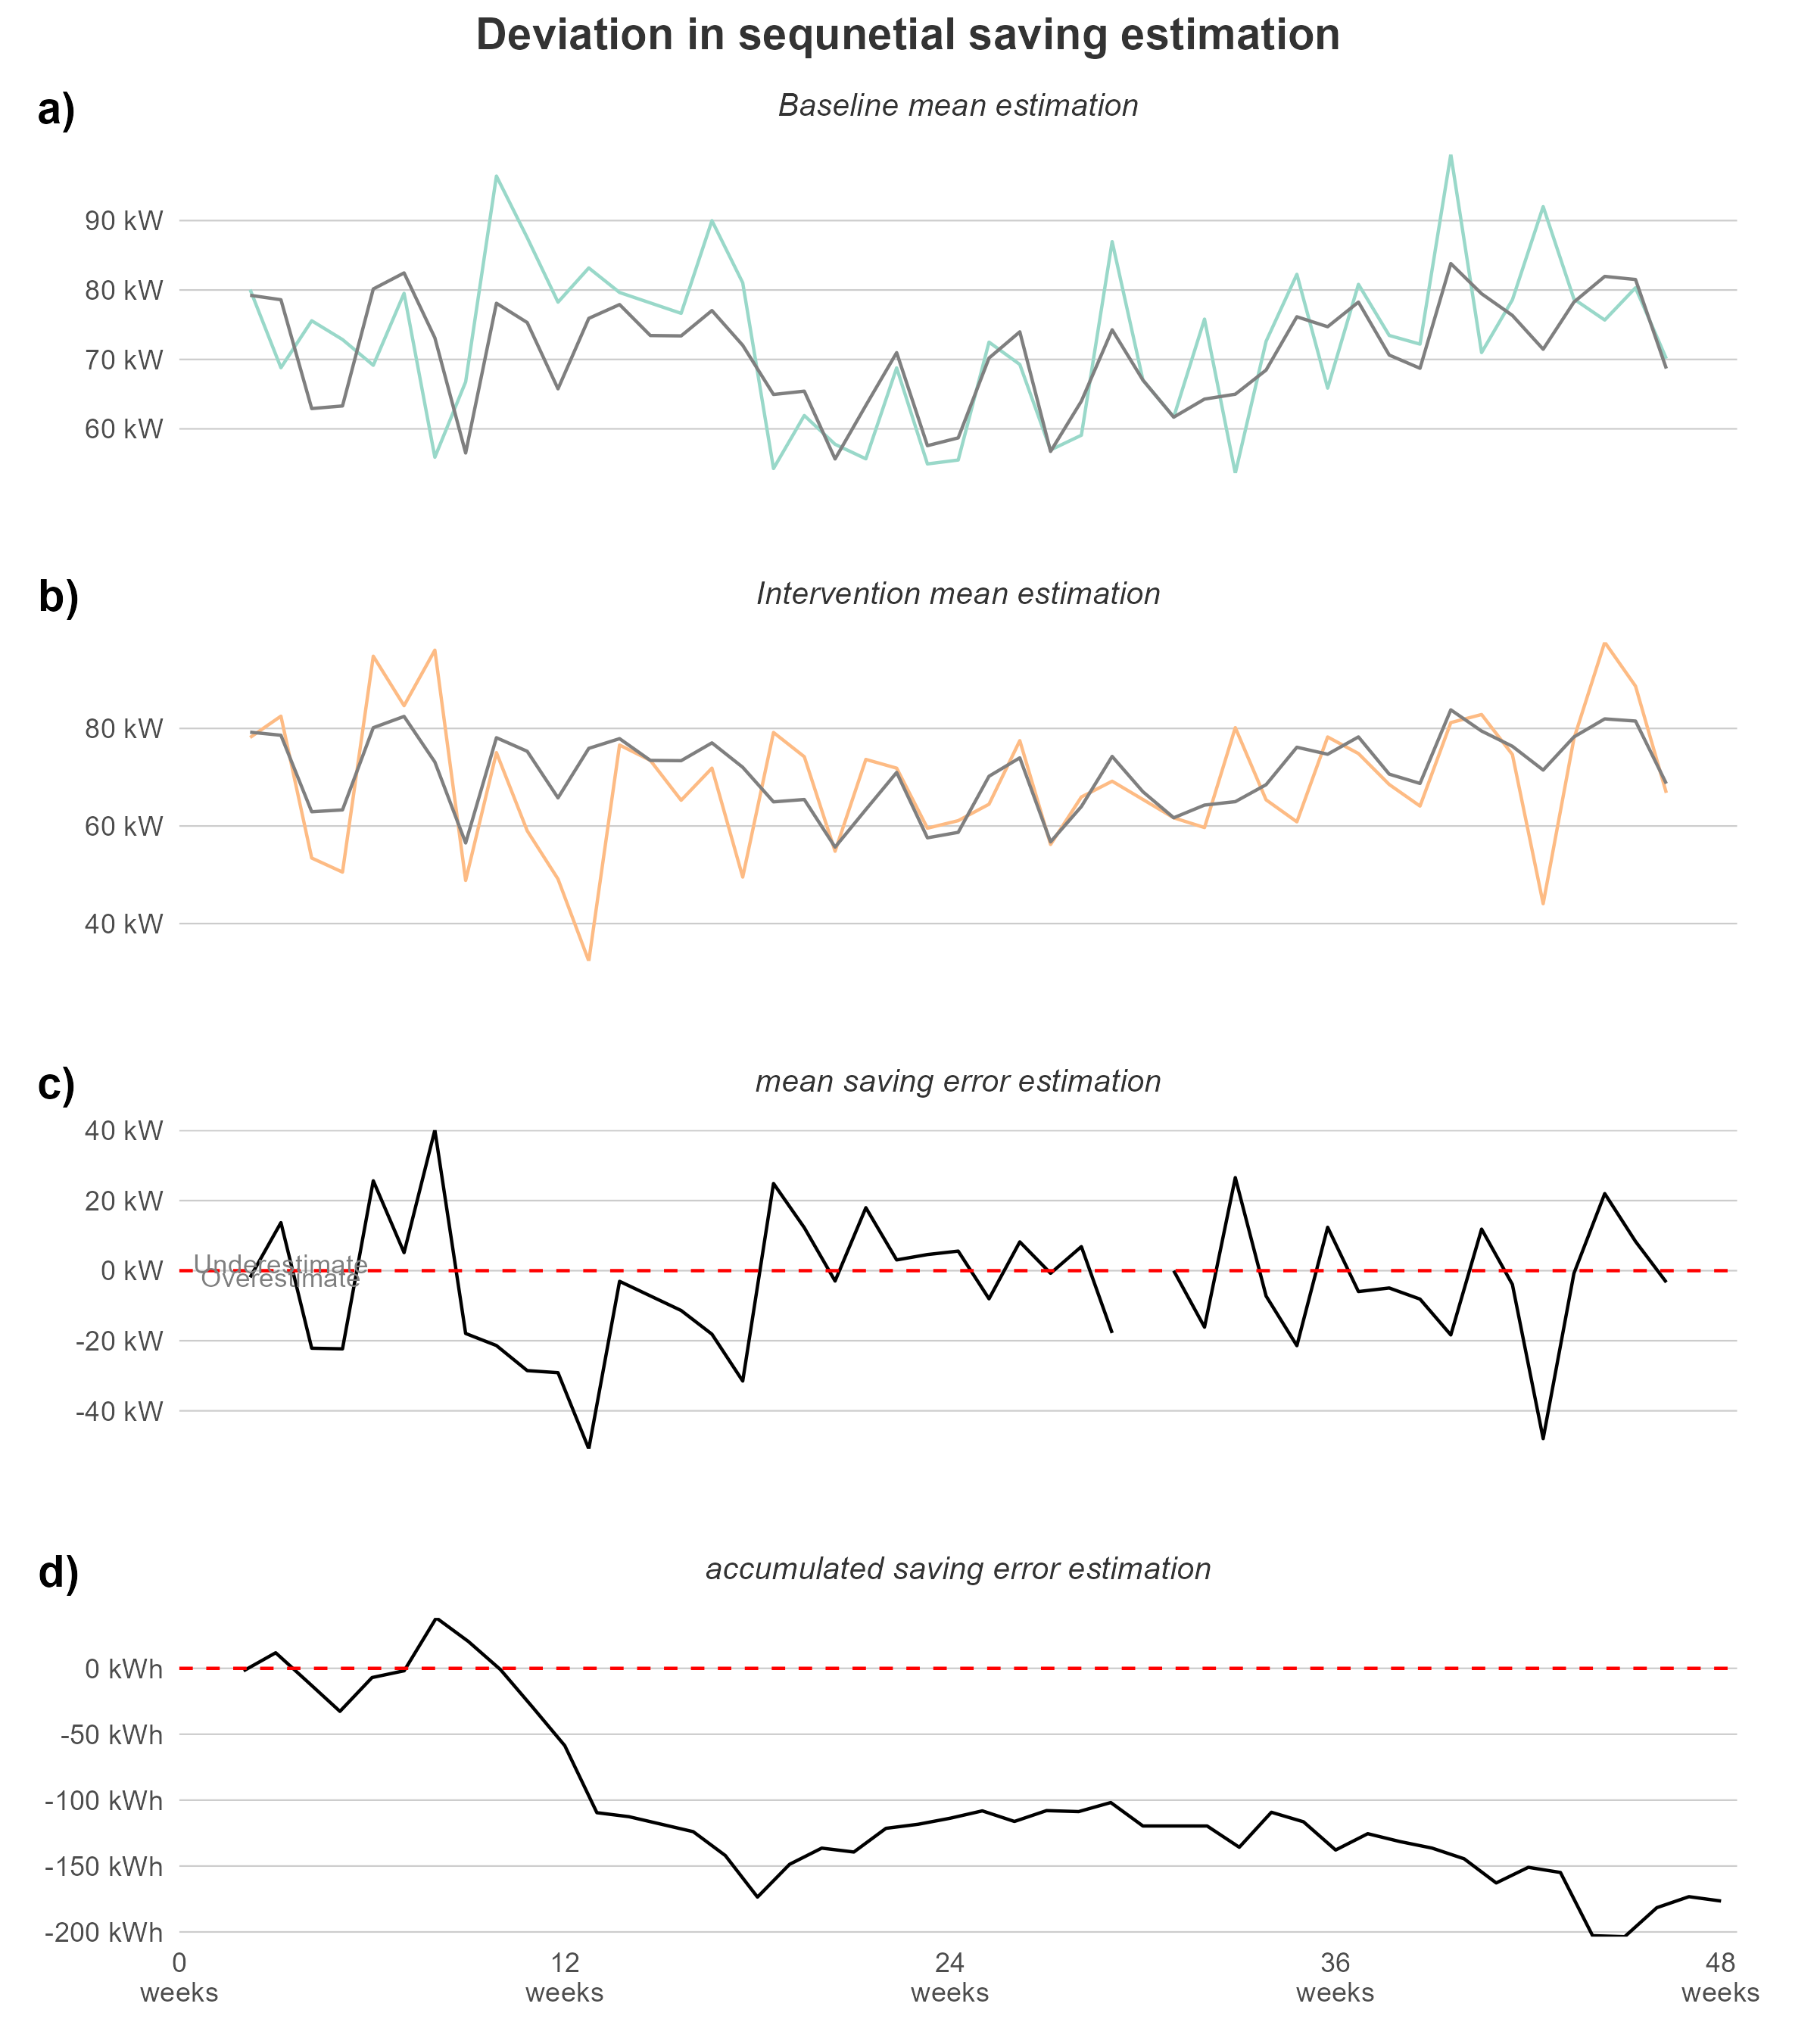 Deviation in sequnetial saving estimation
a)
Baseline mean estimation
90 kW
80 kW
70 kW
60 kW
b)
Intervention mean estimation
80 kW
60 kW
40 kW
c)
mean saving error estimation
40 kW
20 kW
Underestimate
0 kW
Overestimate
-20 kW
-40 kW
d)
accumulated saving error estimation
0 kWh
-50 kWh
-100 kWh
-150 kWh
-200 kWh
0 12 24 36 48
weeks weeks weeks weeks weeks